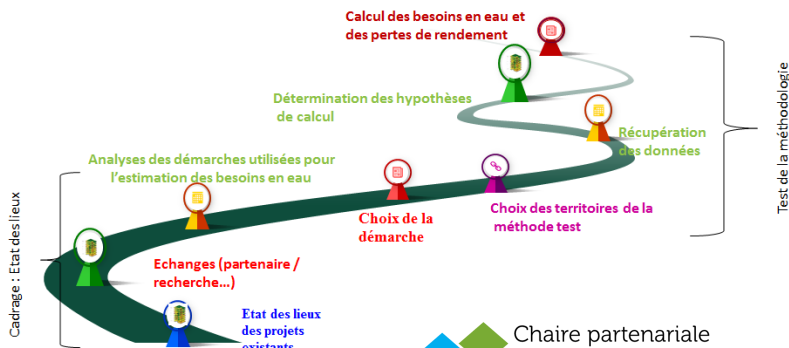 Calcul des besoins en eau et
des pertes de rendement
Détermination des hypothèses
de calcul
Récupération
des données
Analyses des démarches utilisées pour
l'estimation des besoins en eau
Choix de la
démarche
Choix des territoires de la
méthode test
Echanges (partenaire /
recherche...)
Etat des lieux
des projets
existants
Cadrage : Etat des lieux
Test de la méthodologie
Chaire partenariale